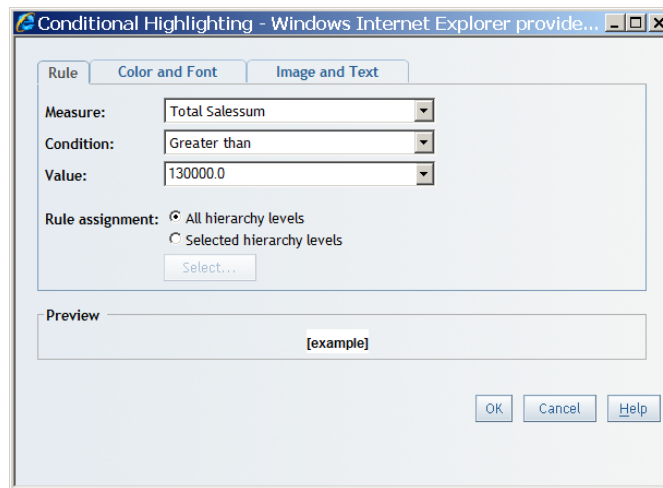 Conditional Highlighting - Windows Internet Explorer provide...
Rule Color and Font Image and Text
Measure: Total Salessum
Condition: Greater than
Value: 130000.0
Rule assignment: All hierarchy levels
Selected hierarchy levels
Select...
Preview
[example]
OK Cancel Help